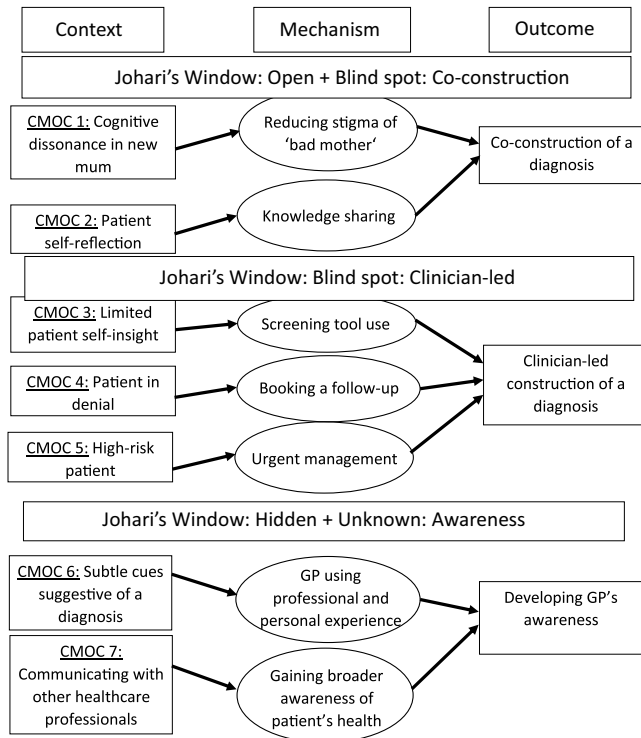 Context
Mechanism
Outcome
Johari’s Window: Open + Blind spot: Co-construction
CMOC 1: Cognitive
dissonance in new
mum
Reducing stigma of
‘bad mother‘
Co-construction of a
diagnosis
CMOC 2: Patient
self-reflection
Knowledge sharing
Johari’s Window: Blind spot: Clinician-led
CMOC 3: Limited
patient self-insight
Screening tool use
Clinician-led
construction of a
diagnosis
CMOC 4: Patient in
denial
Booking a follow-up
CMOC 5: High-risk
patient
Urgent management
Johari’s Window: Hidden + Unknown: Awareness
CMOC 6: Subtle cues
suggestive of a
diagnosis
GP using
professional and
personal experience
Developing GP’s
awareness
CMOC 7:
Communicating with
other healthcare
professionals
Gaining broader
awareness of
patient’s health